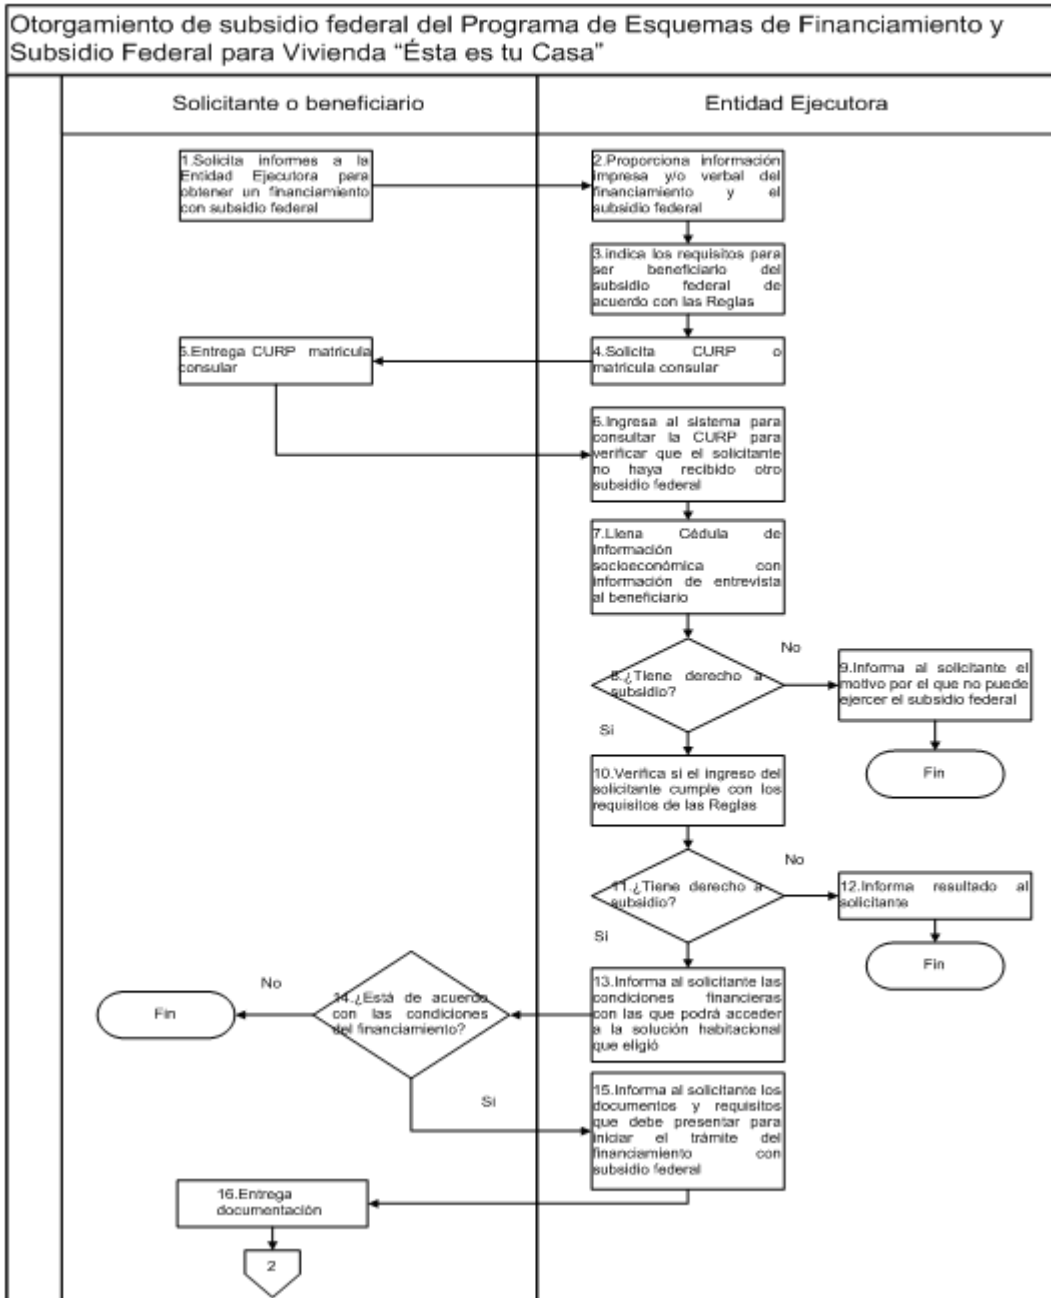 Otorgamiento de subsidio federal del Programa de Esquemas de Financiamiento y
Subsidio Federal para Vivienda “Ésta es tu Casa”
Solicitante o beneficiario
Entidad Ejecutora
1.Solicita informes a la
Entidad Ejecutora para
obtener un financiamiento
con subsidio federal
2.Proporciona información
impresa y/o verbal del
financiamiento y el
subsidio federal
3.indica los requisitos para
ser beneficiario del
subsidio federal de
acuerdo con las Reglas
5.Entrega CURP matricula
consular
4.Solicita CURP o
matricula consular
6.Ingresa al sistema para
consultar la CURP para
verificar que el solicitante
no haya recibido otro
subsidio federal
7.Llena Cédula de
información
socioeconómica con
información de entrevista
al beneficiario
8.¿Tiene derecho a
subsidio?
No
9.Informa al solicitante el
motivo por el que no puede
ejercer el subsidio federal
Si
Fin
10.Verifica si el ingreso del
solicitante cumple con los
requisitos de las Reglas
11.¿Tiene derecho a
subsidio?
No
12.Informa resultado al
solicitante
Si
Fin
13.Informa al solicitante las
condiciones financieras
con las que podrá acceder
a la solución habitacional
que eligió
14.¿Está de acuerdo
con las condiciones
del financiamiento?
No
Fin
Si
15.Informa al solicitante los
documentos y requisitos
que debe presentar para
iniciar el trámite del
financiamiento con
subsidio federal
16.Entrega
documentación
2